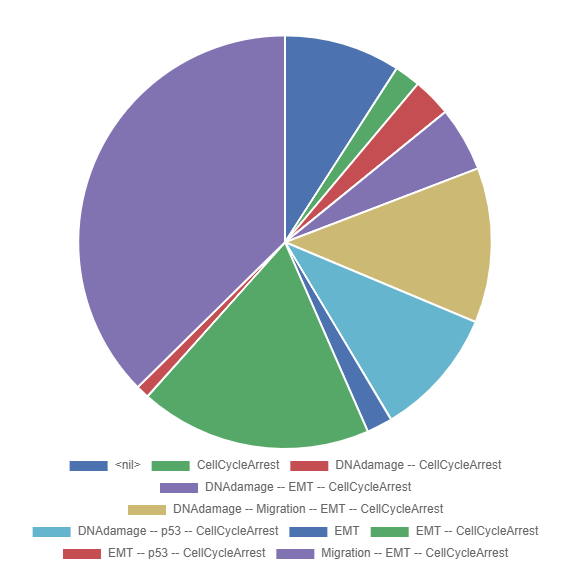 <nil> CellCycleArrest DNAdamage -- CellCycleArrest
DNAdamage -- EMT -- CellCycleArrest
DNAdamage -- Migration -- EMT -- CellCycleArrest
DNAdamage -- p53 -- CellCycleArrest EMT EMT -- CellCycleArrest
EMT -- p53 -- CellCycleArrest Migration -- EMT -- CellCycleArrest